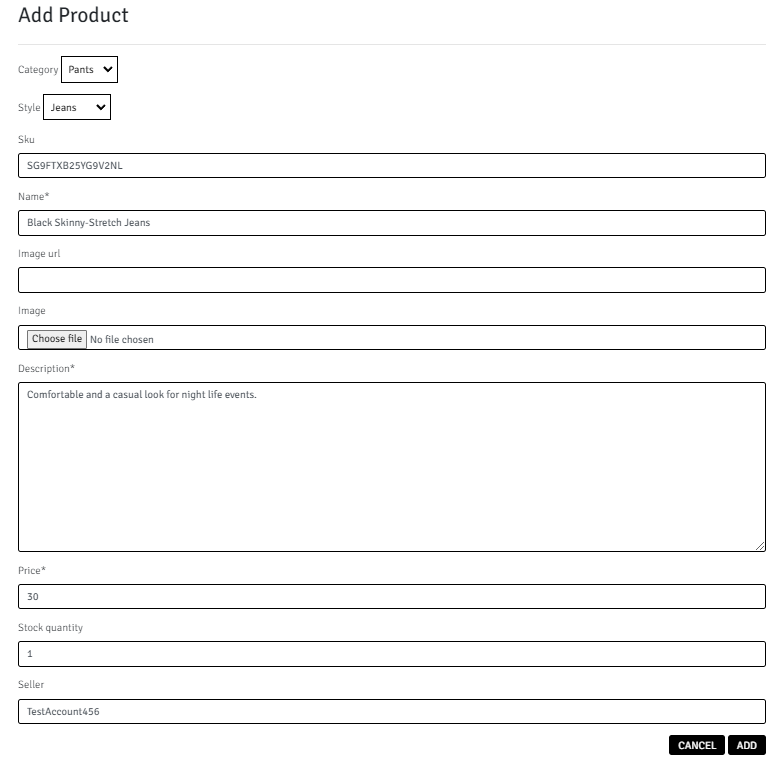 Add Product
Category Pants
Style Jeans
Sku
SG9FTXB25YG9V2NL
Name*
Black Skinny-Stretch Jeans
Image url
Image
Choose file No file chosen
Description*
Comfortable and a casual look for night life events.
Price*
30
Stock quantity
1
Seller
TestAccount456
CANCEL ADD